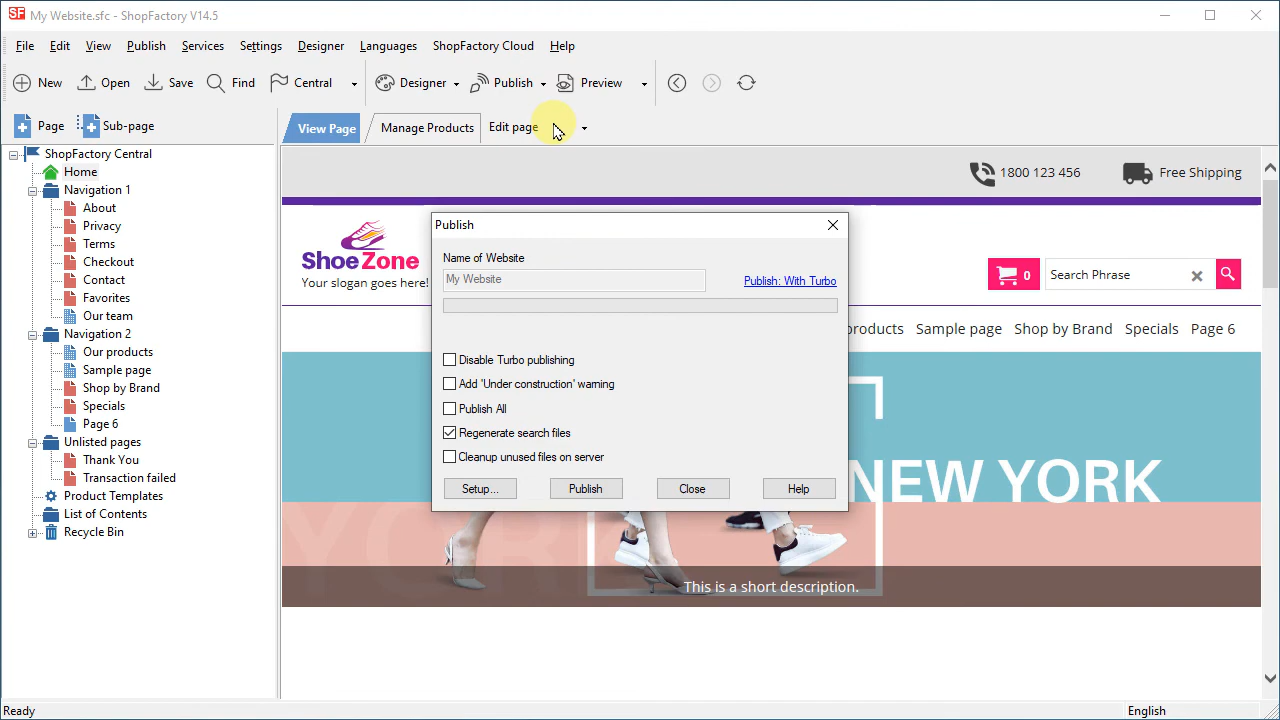 SF My Website.sfc - ShopFactory V14.5
File Edit View Publish Services Settings Designer Languages ShopFactory Cloud Help
New Open Save Find Central Designer Publish Preview
Page Sub-page
View Page Manage Products Edit page
ShopFactory Central
Home
Navigation 1
About
Privacy
Terms
Checkout
Contact
Favorites
Our team
Navigation 2
Our products
Sample page
Shop by Brand
Specials
Page 6
Unlisted pages
Thank You
Transaction failed
Product Templates
List of Contents
Recycle Bin
1800 123 456 Free Shipping
ShoeZone
Your slogan goes here!
0 Search Phrase
products Sample page Shop by Brand Specials Page 6
NEW YORK
YORK
This is a short description.
Publish
Name of Website
My Website
Publish: With Turbo
Disable Turbo publishing
Add 'Under construction' warning
Publish All
Regenerate search files
Cleanup unused files on server
Setup... Publish Close Help
Ready English